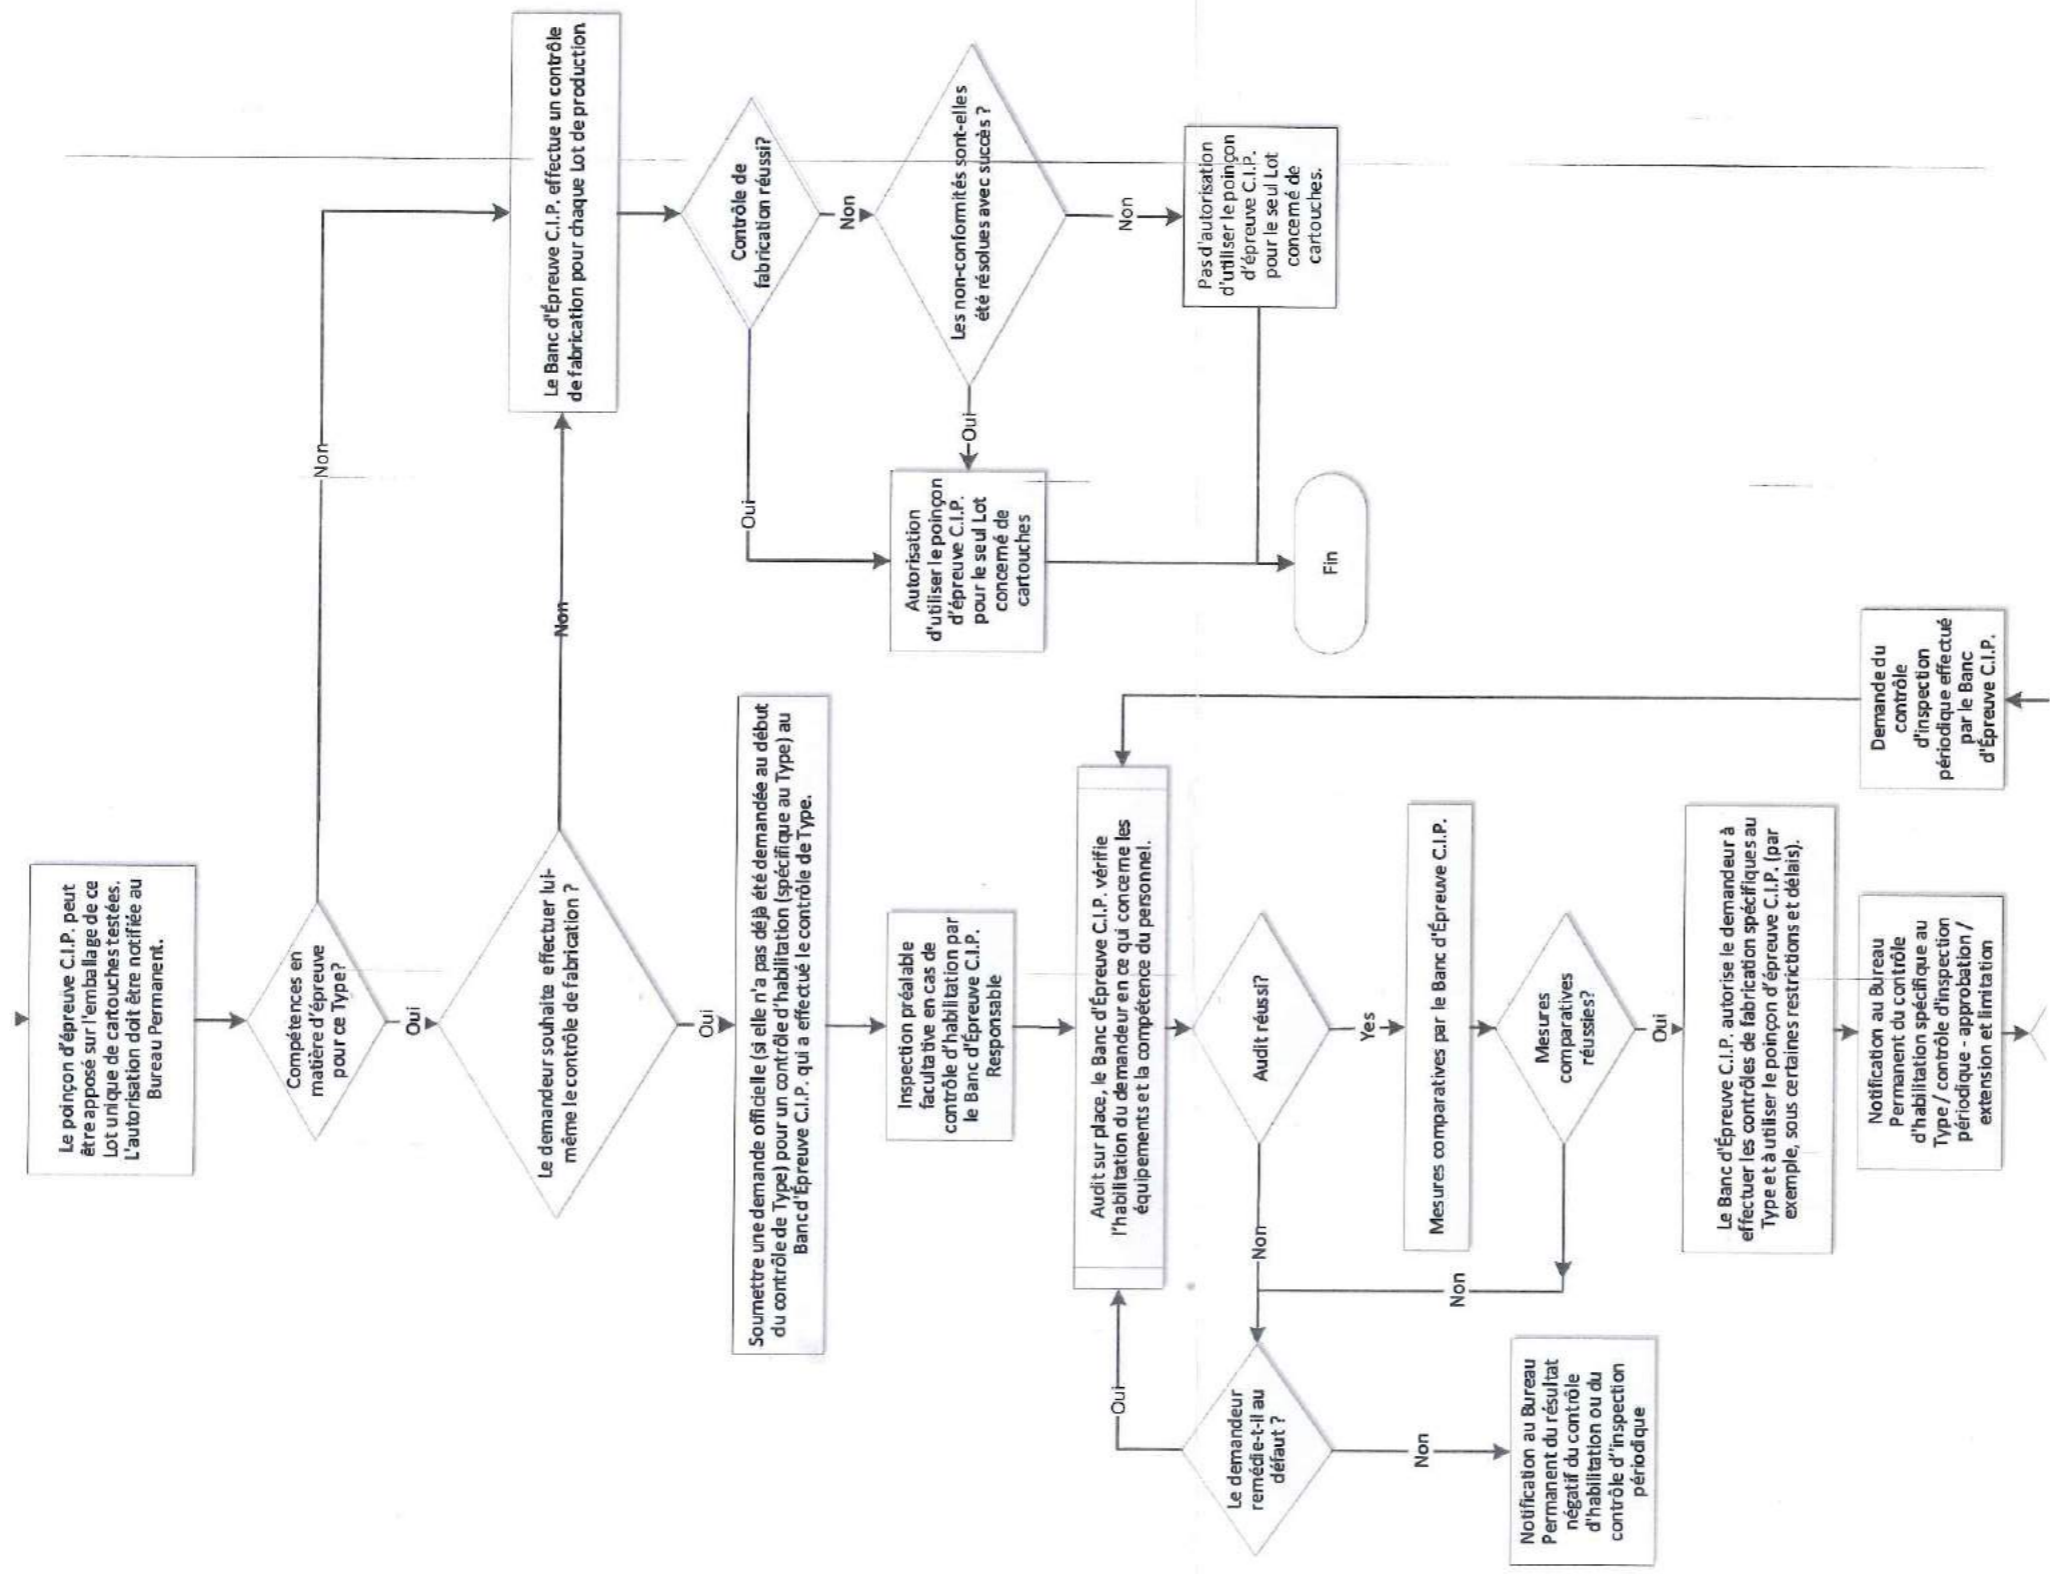 Le poinçon d'épreuve C.I.P. peut
être apposé sur l'emballage de ce
Lot unique de cartouches testées.
L'autorisation doit être notifiée au
Bureau Permanent.
Compétences en
matière d'épreuve
pour ce Type?
Non
Oui
Le demandeur souhaite effectuer lui-
même le contrôle de fabrication ?
Non
Oui
Le Banc d'Épreuve C.I.P. effectue un contrôle
de fabrication pour chaque Lot de production
Contrôle de
fabrication réussi?
Oui
Non
Les non-conformités sont-elles
été résolues avec succès ?
Oui
Non
Autorisation
d'utiliser le poinçon
d'épreuve C.I.P.
pour le seul Lot
concerné de
cartouches
Pas d'autorisation
d'utiliser le poinçon
d'épreuve C.I.P.
pour le seul Lot
concerné de
cartouches.
Fin
Soumettre une demande officielle (si elle n'a pas déjà été demandée au début
du contrôle de Type) pour un contrôle d'habilitation (spécifique au Type) au
Banc d'Épreuve C.I.P. qui a effectué le contrôle de Type.
Inspection préalable
facultative en cas de
contrôle d'habilitation par
le Banc d'Épreuve C.I.P.
Responsable
Audit sur place, le Banc d'Épreuve C.I.P. vérifie
l'habilitation du demandeur en ce qui concerne les
équipements et la compétence du personnel.
Audit réussi?
Non
Yes
Mesures comparatives par le Banc d'Épreuve C.I.P.
Mesures
comparatives
réussies?
Non
Oui
Le demandeur
remédie-t-il au
défaut ?
Oui
Non
Notification au Bureau
Permanent du résultat
négatif du contrôle
d'habilitation ou du
contrôle d''inspection
périodique
Le Banc d'Épreuve C.I.P. autorise le demandeur à
effectuer les contrôles de fabrication spécifiques au
Type et à utiliser le poinçon d'épreuve C.I.P. (par
exemple, sous certaines restrictions et délais).
Notification au Bureau
Permanent du contrôle
d'habilité spécifique au
Type / contrôle d'inspection
périodique - approbation /
extension et limitation
Demande du
contrôle
d'inspection
périodique effectué
par le Banc
d'Épreuve C.I.P.